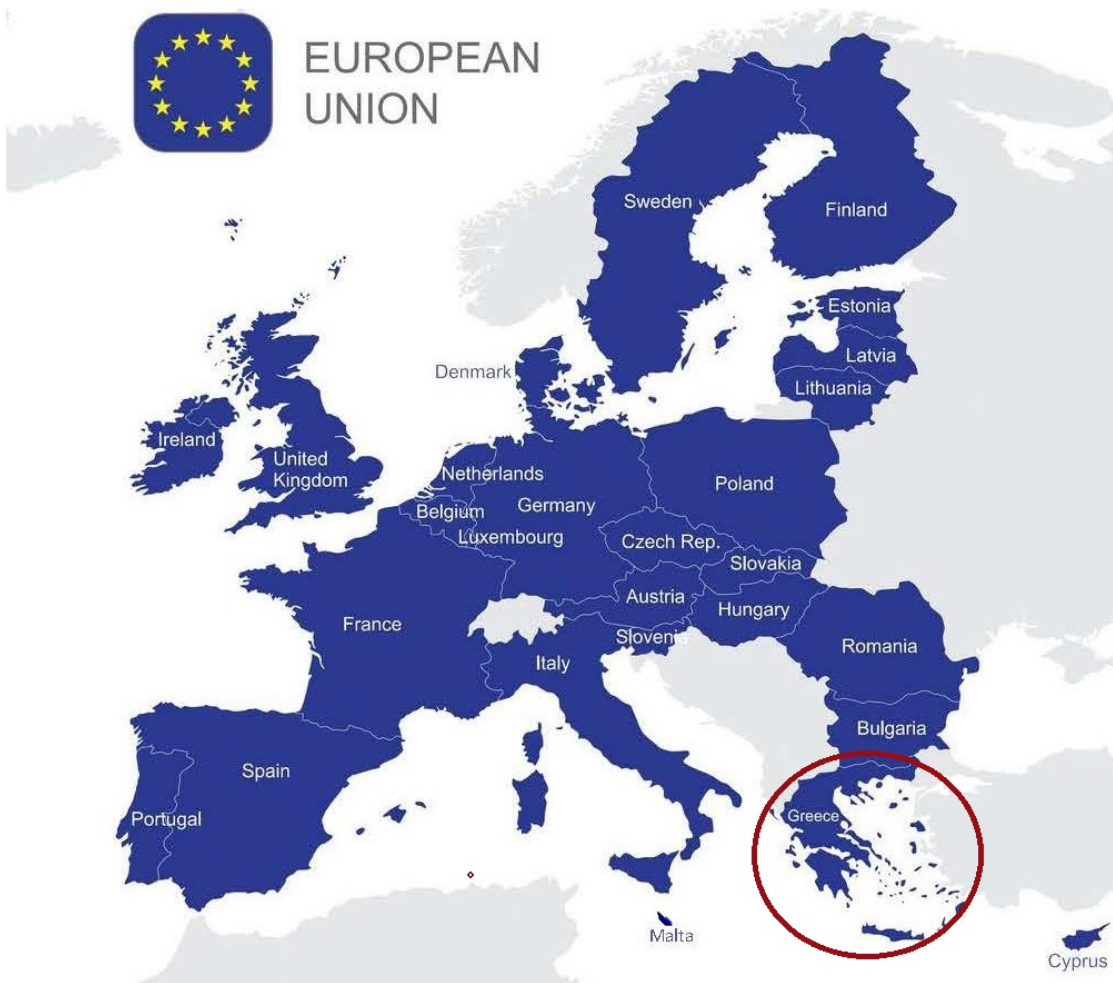 EUROPEAN
UNION
Sweden
Finland
Estonia
Denmark
Latvia
Lithuania
Ireland
United
Kingdom
Netherlands
Poland
Germany
Belgium
Luxembourg
Czech Rep.
Slovakia
Austria
Hungary
France
Slovenia
Romania
Italy
Bulgaria
Spain
Portugal
Greece
Malta
Cyprus